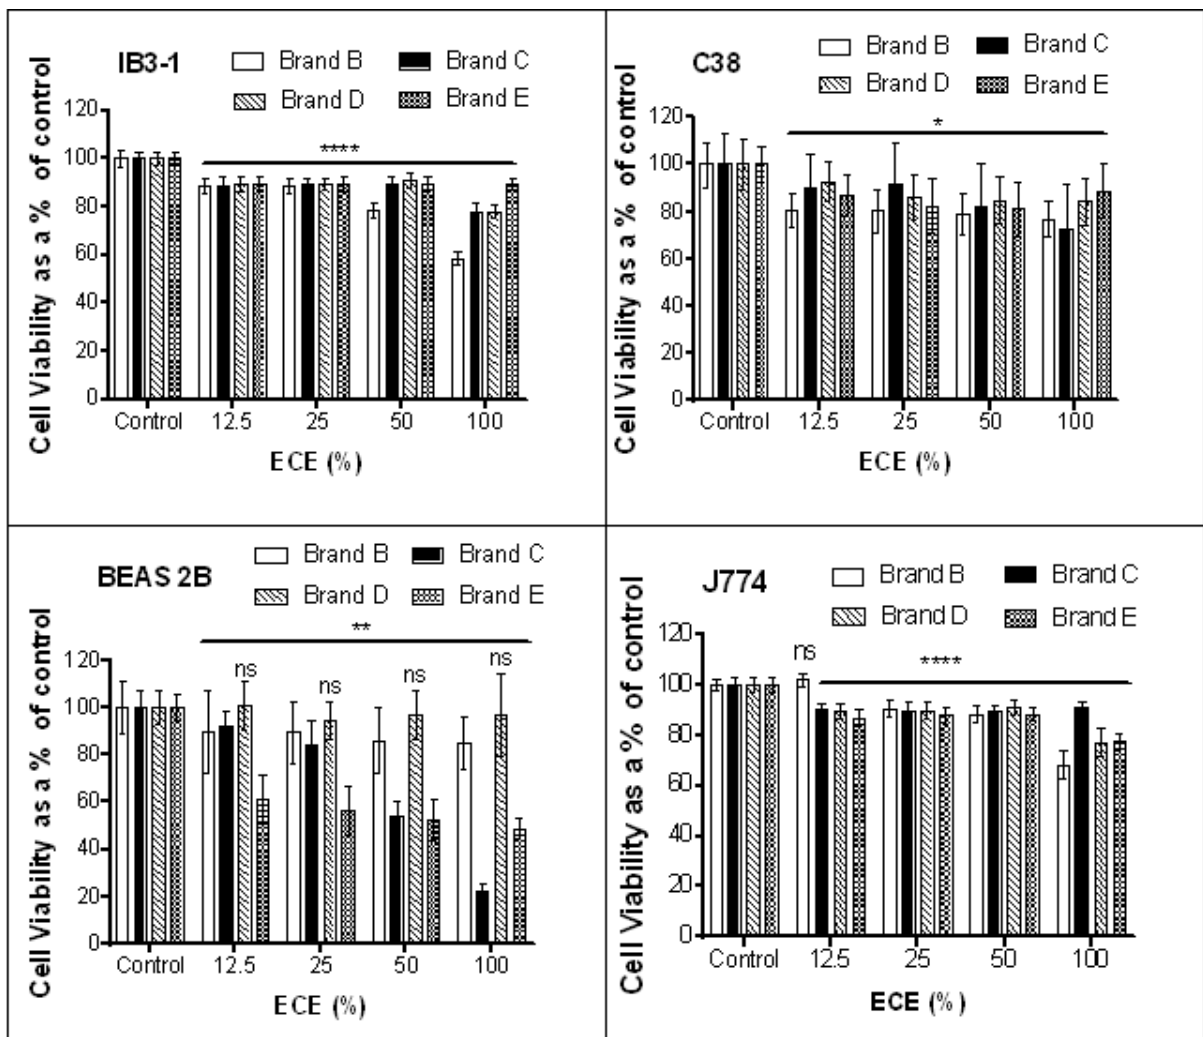 IB3-1
Brand B
Brand C
Brand D
Brand E
****
Cell Viability as a % of control
120
100
80
60
40
20
0
Control
12.5
25
50
100
ECE (%)
C38
Brand B
Brand C
Brand D
Brand E
*
Cell Viability as a % of control
120
100
80
60
40
20
0
Control
12.5
25
50
100
ECE (%)
BEAS 2B
Brand B
Brand C
Brand D
Brand E
**
ns
ns
ns
ns
Cell Viability as a % of control
120
100
80
60
40
20
0
Control
12.5
25
50
100
ECE (%)
J774
Brand B
Brand C
Brand D
Brand E
ns
****
Cell Viability as a % of control
120
100
80
60
40
20
0
Control
12.5
25
50
100
ECE (%)